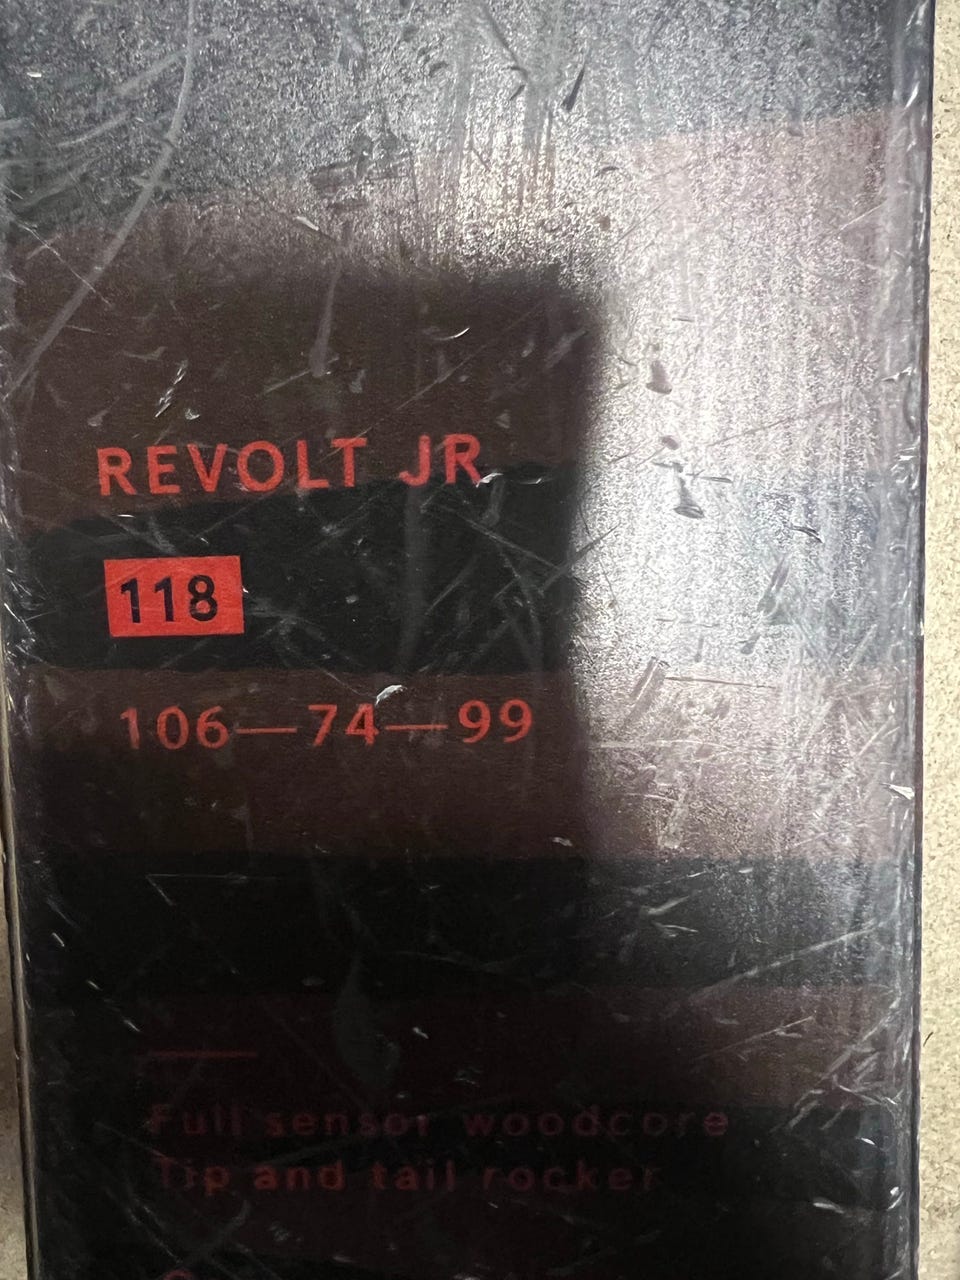 REVOLT JR
118
106—74—99
Full sensor woodcore
Tip and tail rocker